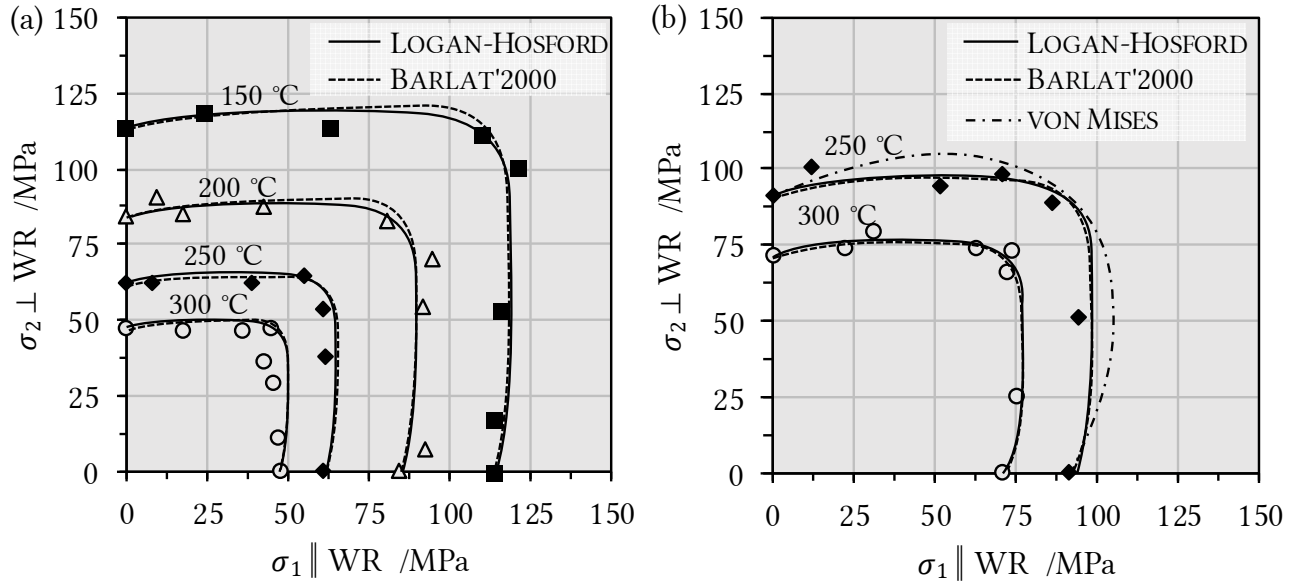 (a)
150
125
100
75
50
25
0
σ₂ ⊥ WR /MPa
LOGAN-HOSFORD
BARLAT'2000
150 °C
200 °C
250 °C
300 °C
0 25 50 75 100 125 150
σ₁ ∥ WR /MPa
(b)
150
125
100
75
50
25
0
σ₂ ⊥ WR /MPa
LOGAN-HOSFORD
BARLAT'2000
VON MISES
250 °C
300 °C
0 25 50 75 100 125 150
σ₁ ∥ WR /MPa